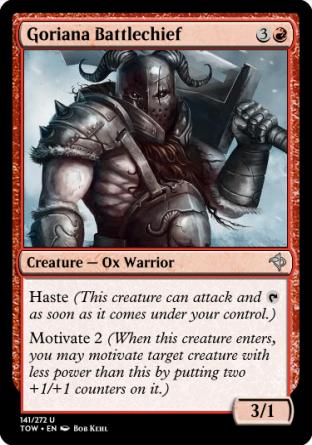 Goriana Battlechief 3
Creature — Ox Warrior
Haste (This creature can attack and
as soon as it comes under your control.)
Motivate 2 (When this creature enters,
you may motivate target creature with
less power than this by putting two
+1/+1 counters on it.)
3/1
141/272 U
TOW • EN Bob Kehl